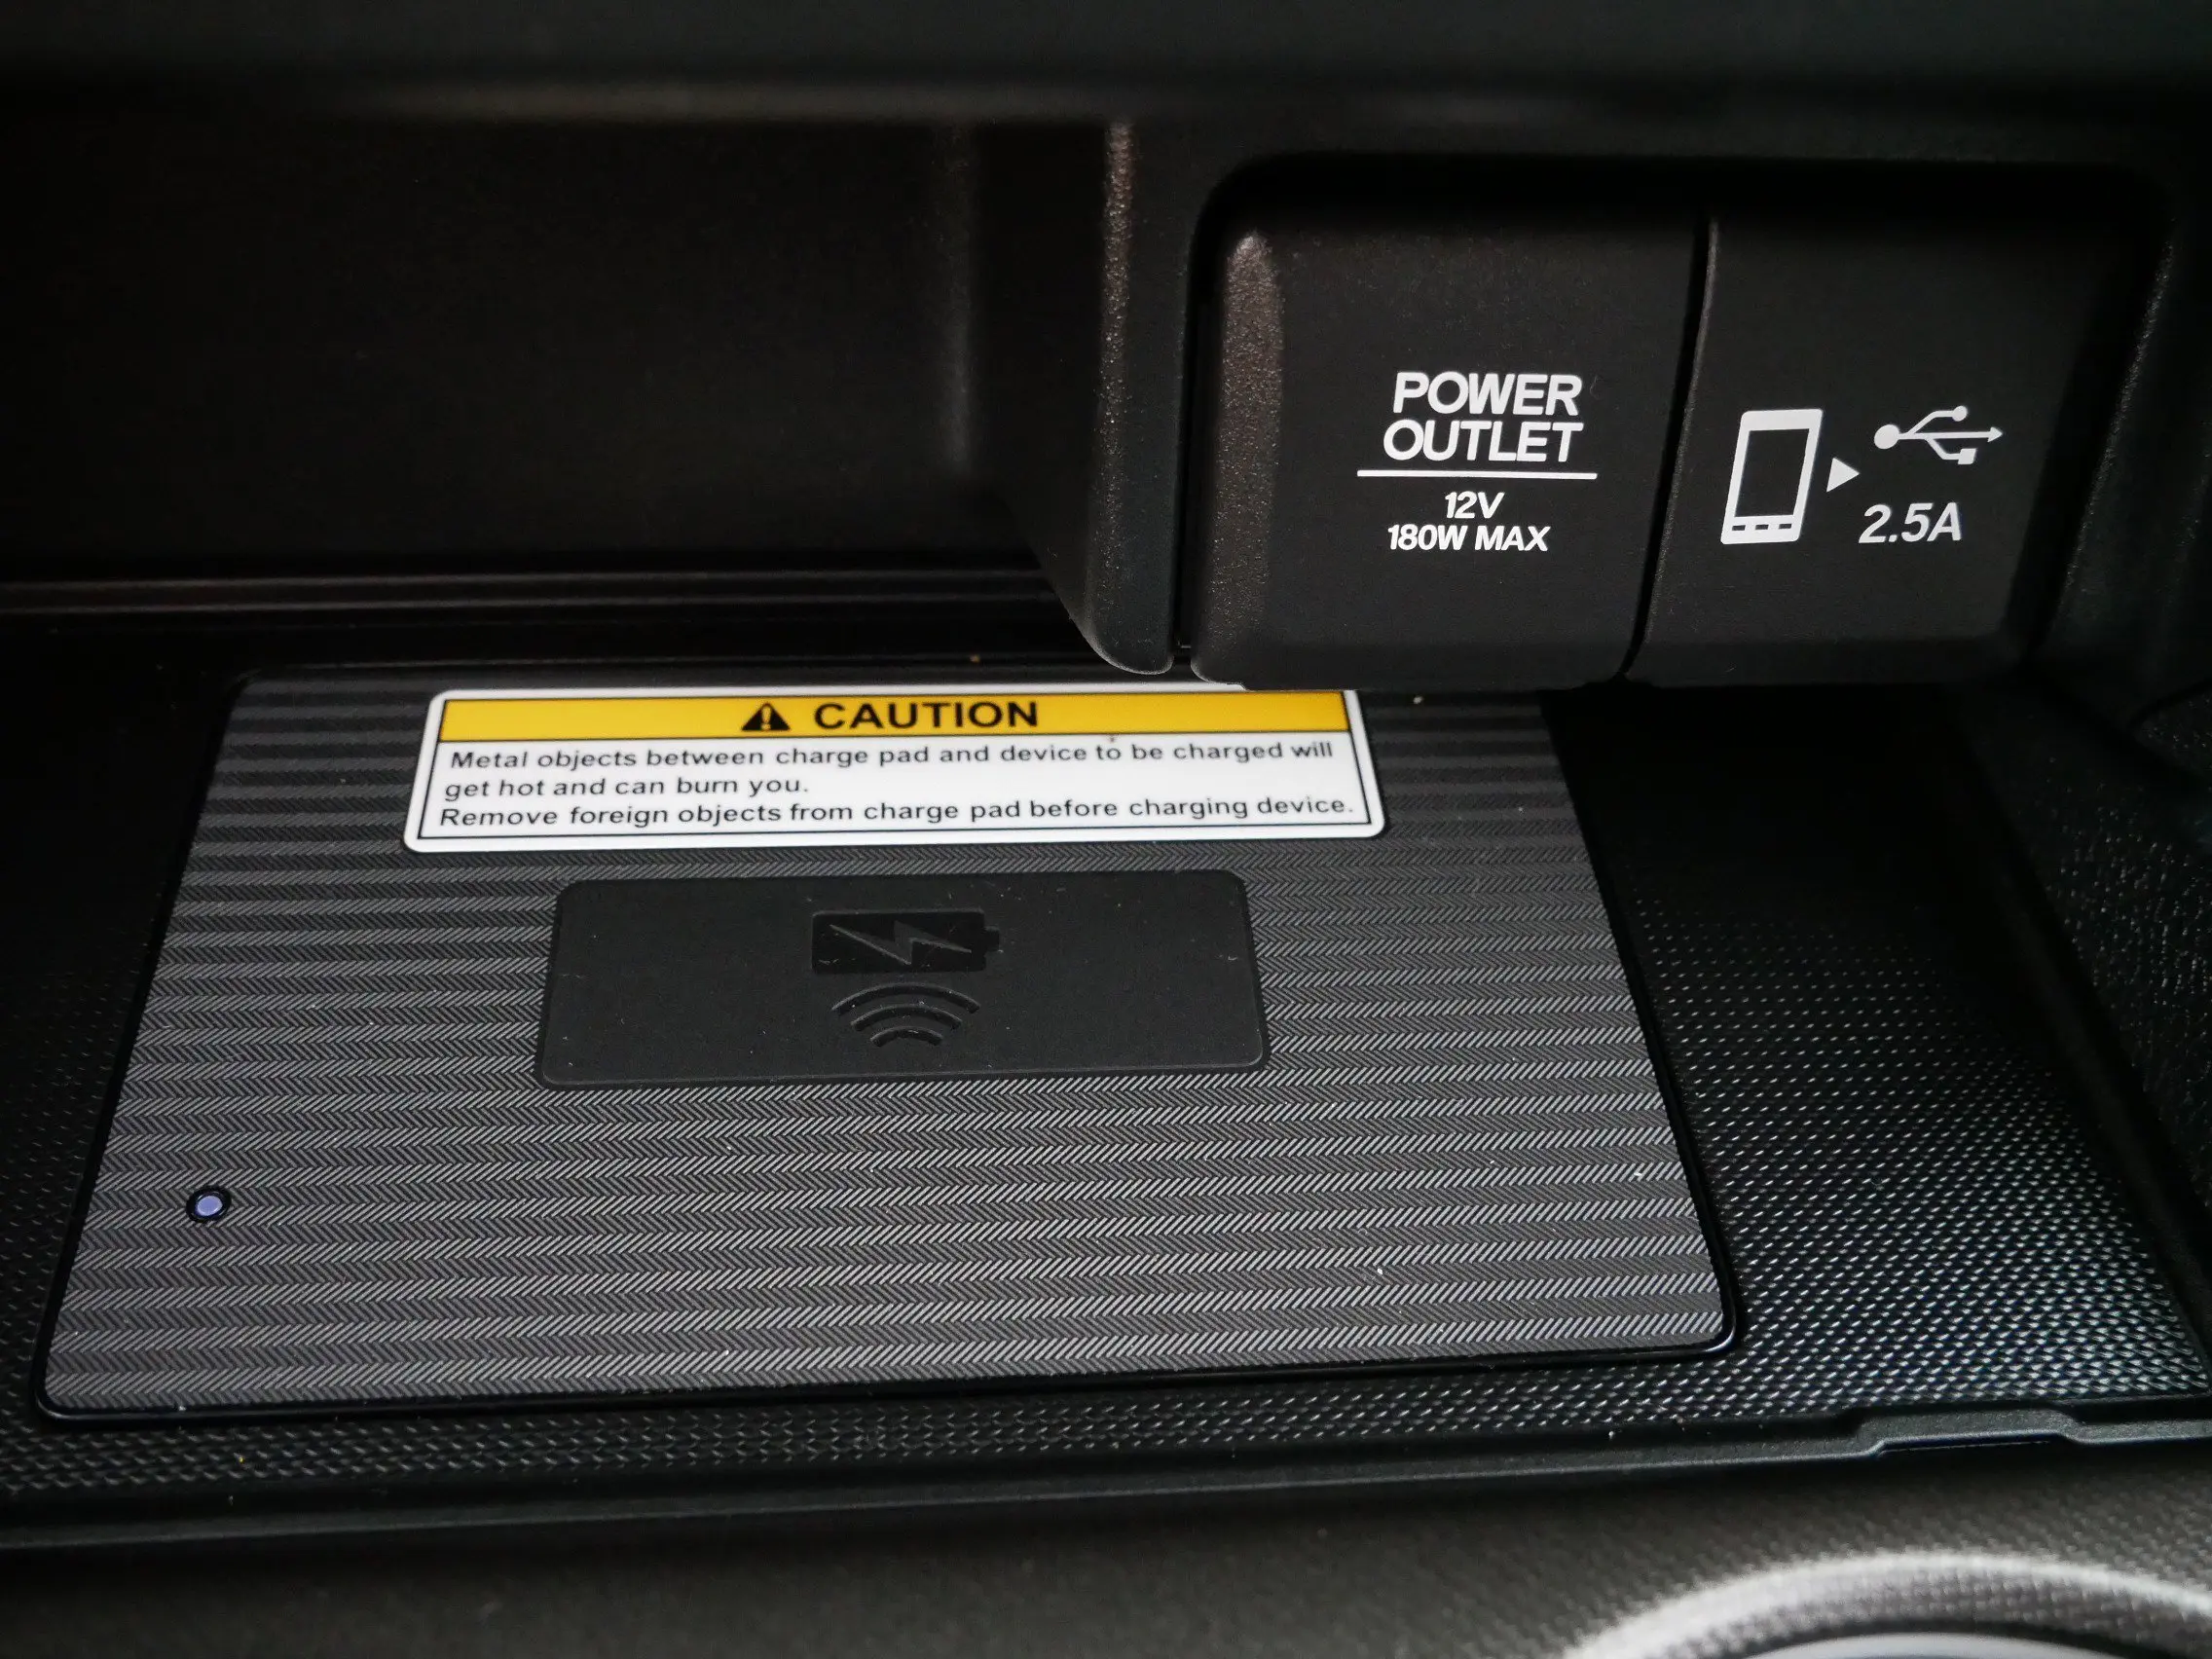 POWER
OUTLET
12V
180W MAX
2.5A
CAUTION
Metal objects between charge pad and device to be charged will
get hot and can burn you.
Remove foreign objects from charge pad before charging device.